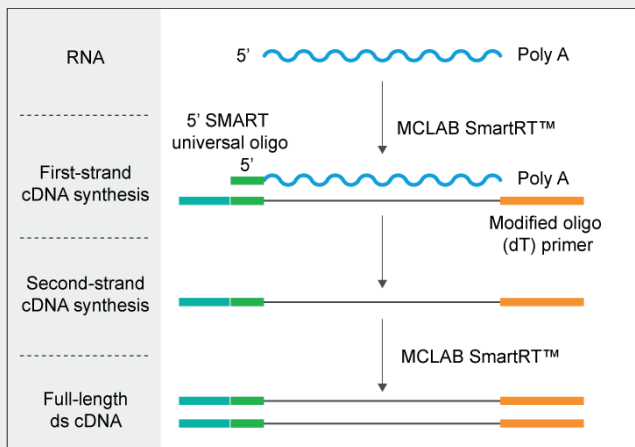 RNA
5’
Poly A
MCLAB SmartRT™
5’ SMART
universal oligo
5’
First-strand
cDNA synthesis
Poly A
Modified oligo
(dT) primer
Second-strand
cDNA synthesis
MCLAB SmartRT™
Full-length
ds cDNA